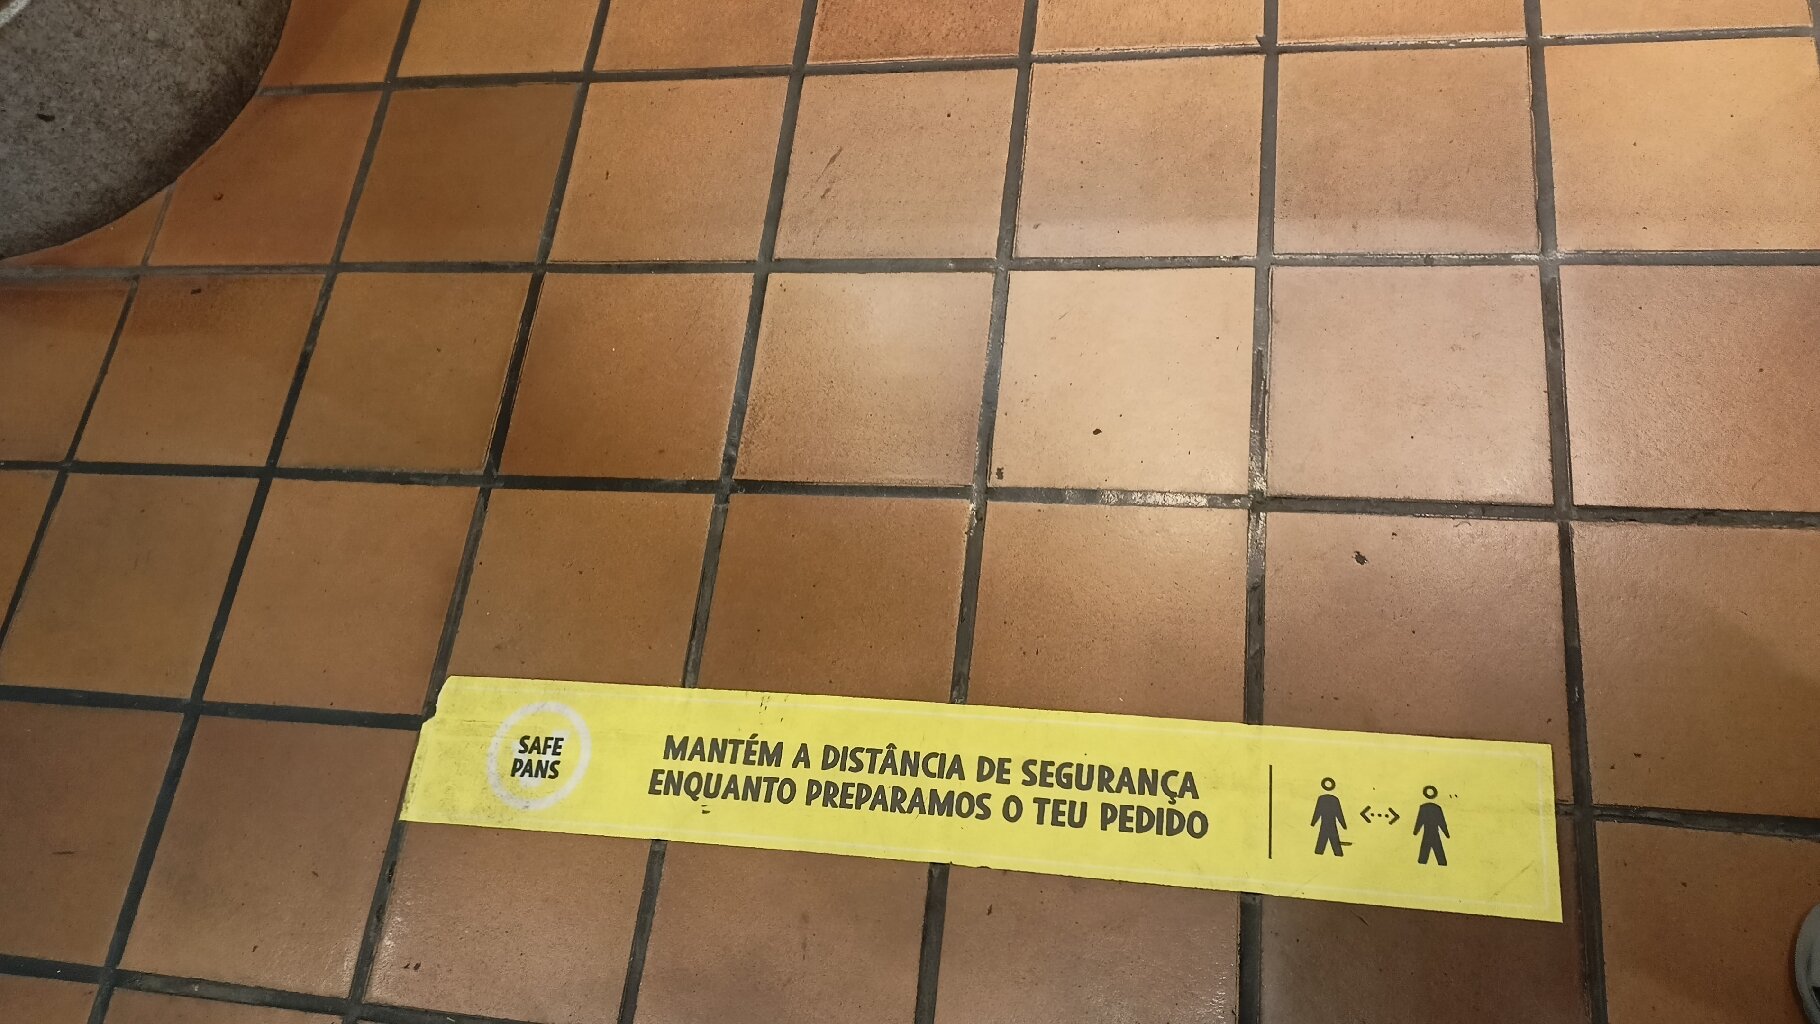 SAFE
PANS
MANTÉM A DISTÂNCIA DE SEGURANÇA
ENQUANTO PREPARAMOS O TEU PEDIDO